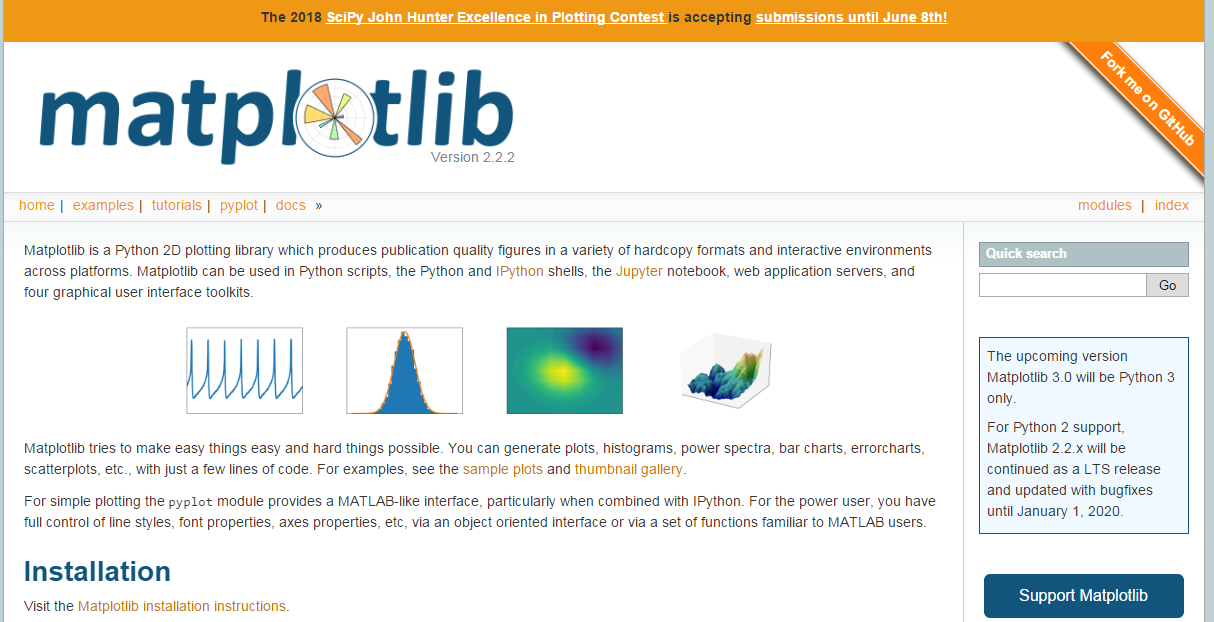 The 2018 SciPy John Hunter Excellence in Plotting Contest is accepting submissions until June 8th!
Fork me on GitHub
matplotlib
Version 2.2.2
home | examples | tutorials | pyplot | docs »
modules | index
Matplotlib is a Python 2D plotting library which produces publication quality figures in a variety of hardcopy formats and interactive environments
across platforms. Matplotlib can be used in Python scripts, the Python and IPython shells, the Jupyter notebook, web application servers, and
four graphical user interface toolkits.
Matplotlib tries to make easy things easy and hard things possible. You can generate plots, histograms, power spectra, bar charts, errorcharts,
scatterplots, etc., with just a few lines of code. For examples, see the sample plots and thumbnail gallery.
For simple plotting the pyplot module provides a MATLAB-like interface, particularly when combined with IPython. For the power user, you have
full control of line styles, font properties, axes properties, etc, via an object oriented interface or via a set of functions familiar to MATLAB users.
Installation
Visit the Matplotlib installation instructions.
Quick search
Go
The upcoming version
Matplotlib 3.0 will be Python 3
only.
For Python 2 support,
Matplotlib 2.2.x will be
continued as a LTS release
and updated with bugfixes
until January 1, 2020.
Support Matplotlib